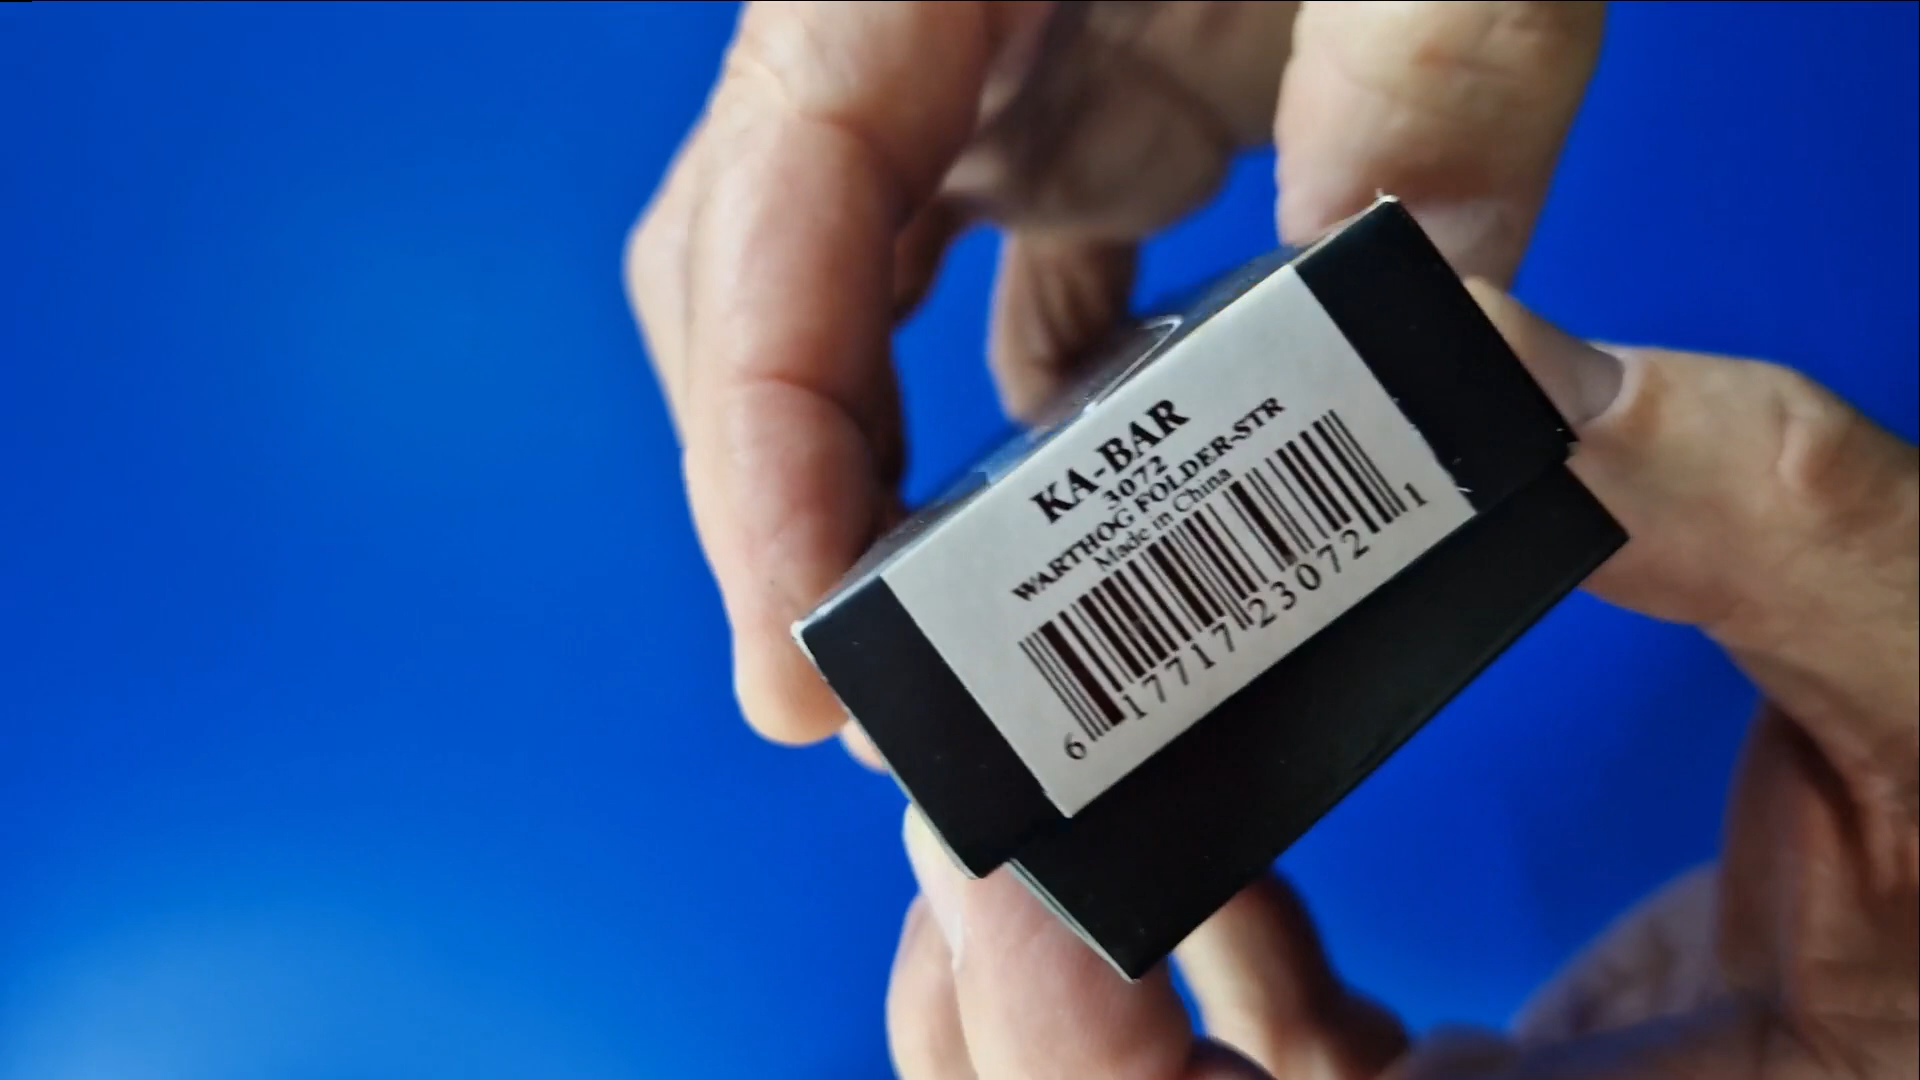 KA-BAR
3072
WARTHOG FOLDER-STR
Made in China
6 17717 23072 1